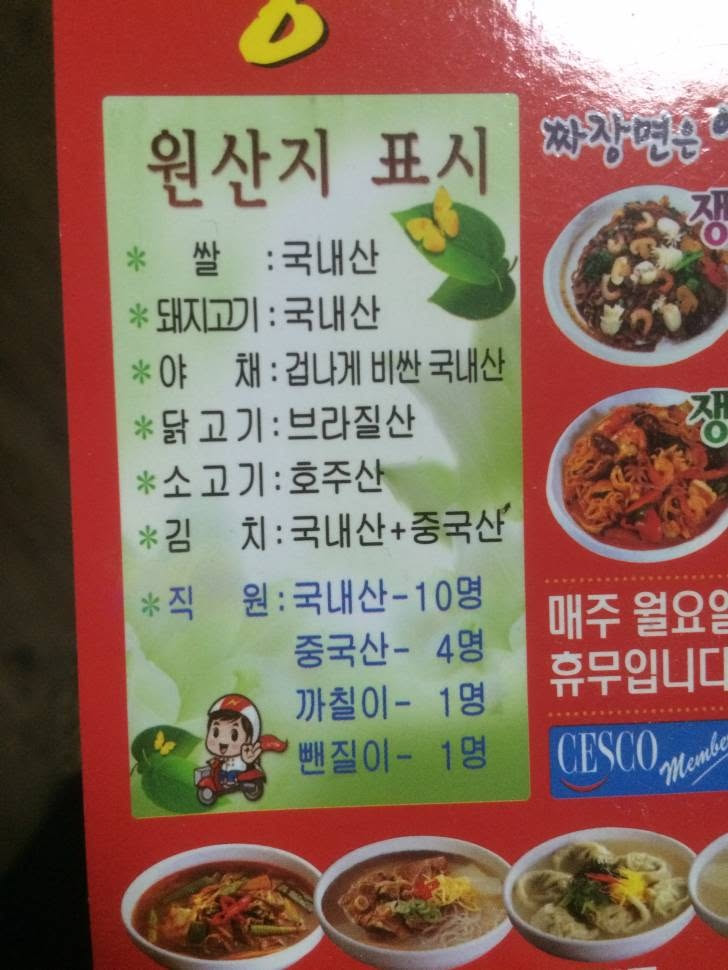 원산지 표시
* 쌀 : 국내산
* 돼지고기 : 국내산
* 야 채 : 겁나게 비싼 국내산
* 닭고기 : 브라질산
* 소고기 : 호주산
* 김 치 : 국내산+중국산
* 직 원 : 국내산-10명
중국산- 4명
까칠이- 1명
뺀질이- 1명
짜장면은
쟁
쟁
매주 월요일
휴무입니다
CESCO Membe